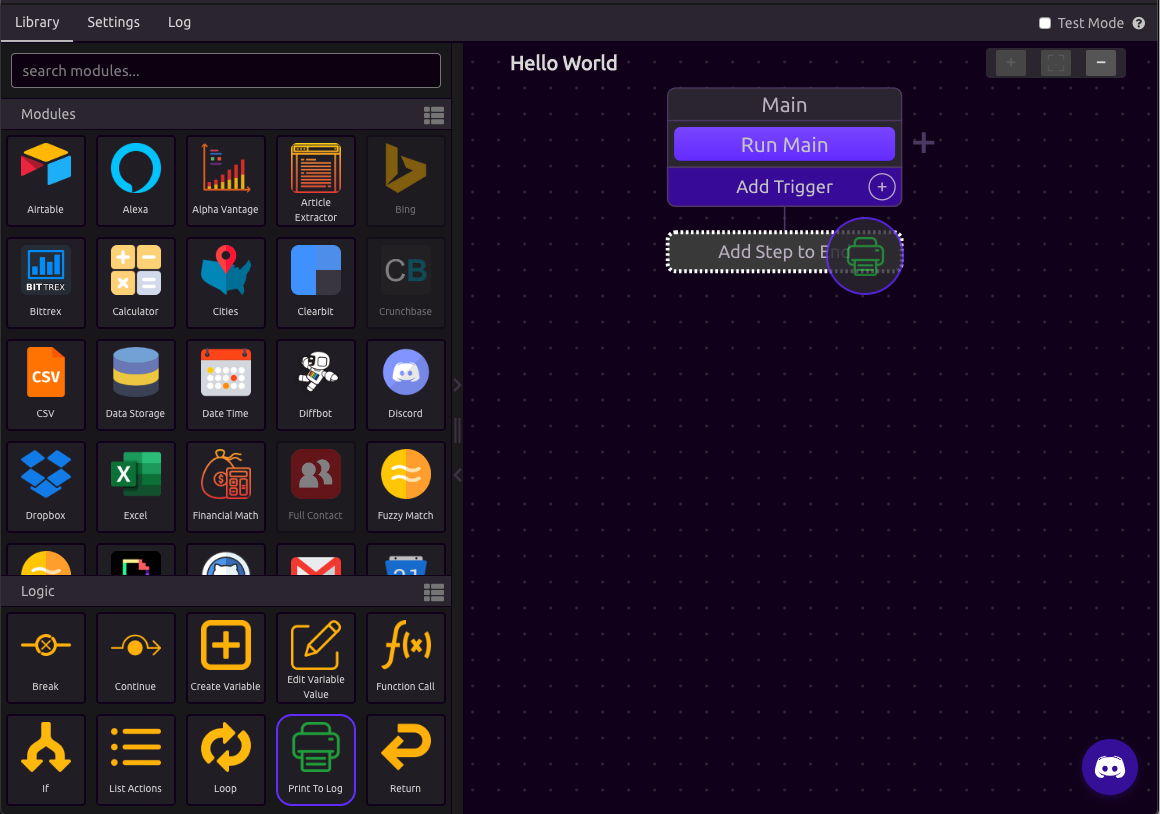 Library Settings Log Test Mode ?
search modules...
Hello World
Modules
Main
Run Main
Add Trigger
Add Step to End
Airtable
Alexa
Alpha Vantage
Article
Extractor
Bing
BITTREX
Bittrex
Calculator
Cities
Clearbit
CB
Crunchbase
CSV
CSV
Data Storage
Date Time
Diffbot
Discord
Dropbox
X
Excel
Financial Math
Full Contact
Fuzzy Match
Logic
Break
Continue
Create Variable
Edit Variable
Value
f(x)
Function Call
If
List Actions
Loop
Print To Log
Return